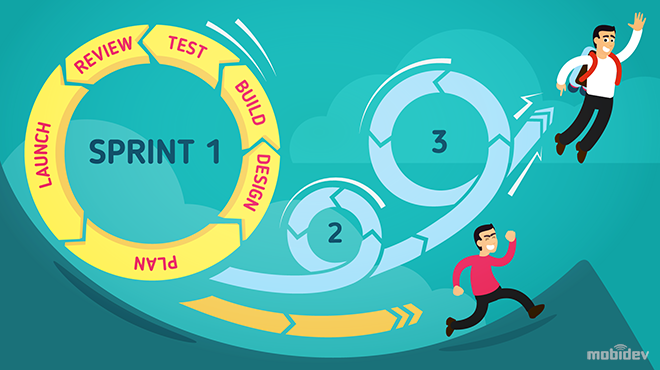 REVIEW
TEST
BUILD
DESIGN
PLAN
LAUNCH
SPRINT 1
2
3
mobidev